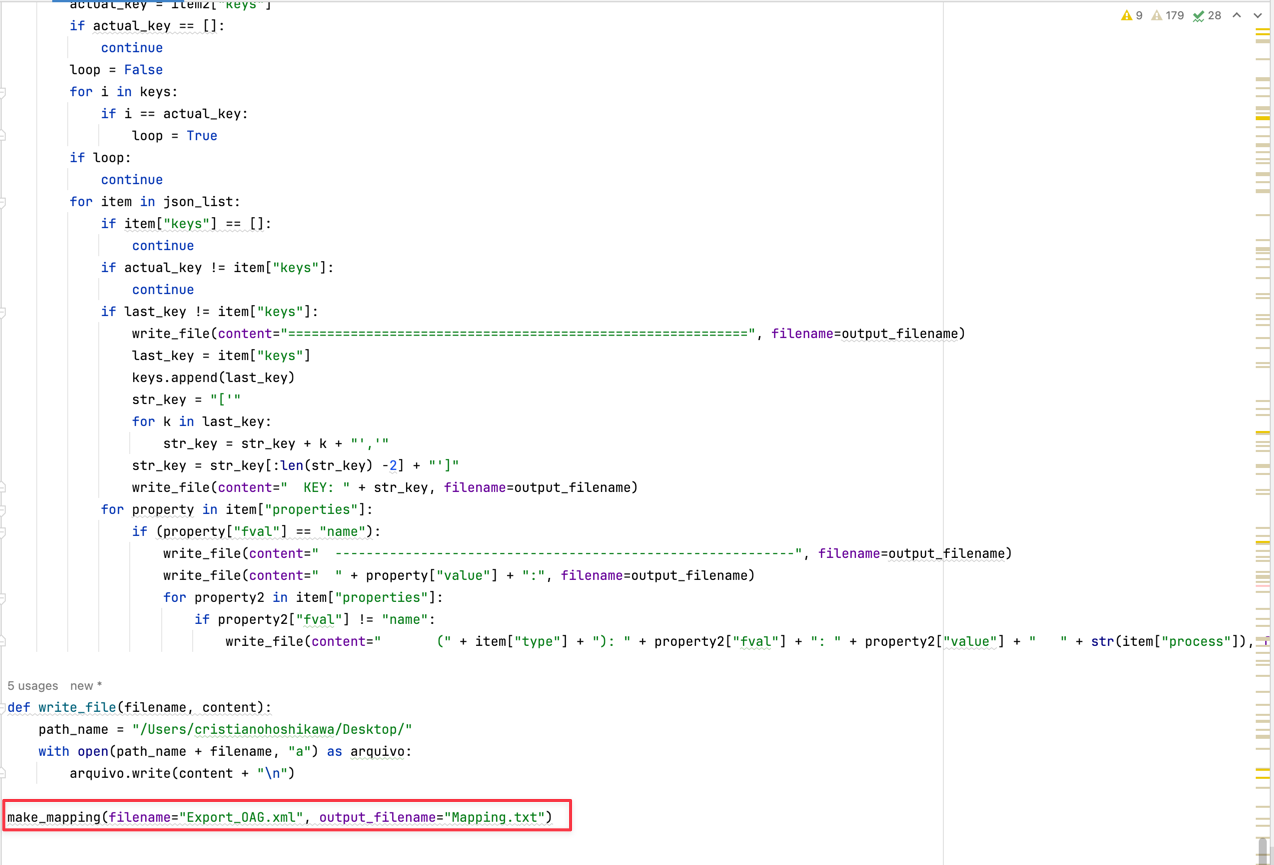 actual_key = item2["keys"]
9 179 28
if actual_key == []:
continue
loop = False
for i in keys:
if i == actual_key:
loop = True
if loop:
continue
for item in json_list:
if item["keys"] == []:
continue
if actual_key != item["keys"]:
continue
if last_key != item["keys"]:
write_file(content="===========================================================", filename=output_filename)
last_key = item["keys"]
keys.append(last_key)
str_key = "['"
for k in last_key:
str_key = str_key + k + "','"
str_key = str_key[:len(str_key) -2] + "']"
write_file(content="  KEY: " + str_key, filename=output_filename)
for property in item["properties"]:
if (property["fval"] == "name"):
write_file(content="  -----------------------------------------------------------", filename=output_filename)
write_file(content="  " + property["value"] + ":", filename=output_filename)
for property2 in item["properties"]:
if property2["fval"] != "name":
write_file(content="       (" + item["type"] + "): " + property2["fval"] + ": " + property2["value"] + "   " + str(item["process"]),
5 usages new *
def write_file(filename, content):
path_name = "/Users/cristianohoshikawa/Desktop/"
with open(path_name + filename, "a") as arquivo:
arquivo.write(content + "\n")
make_mapping(filename="Export_OAG.xml", output_filename="Mapping.txt")